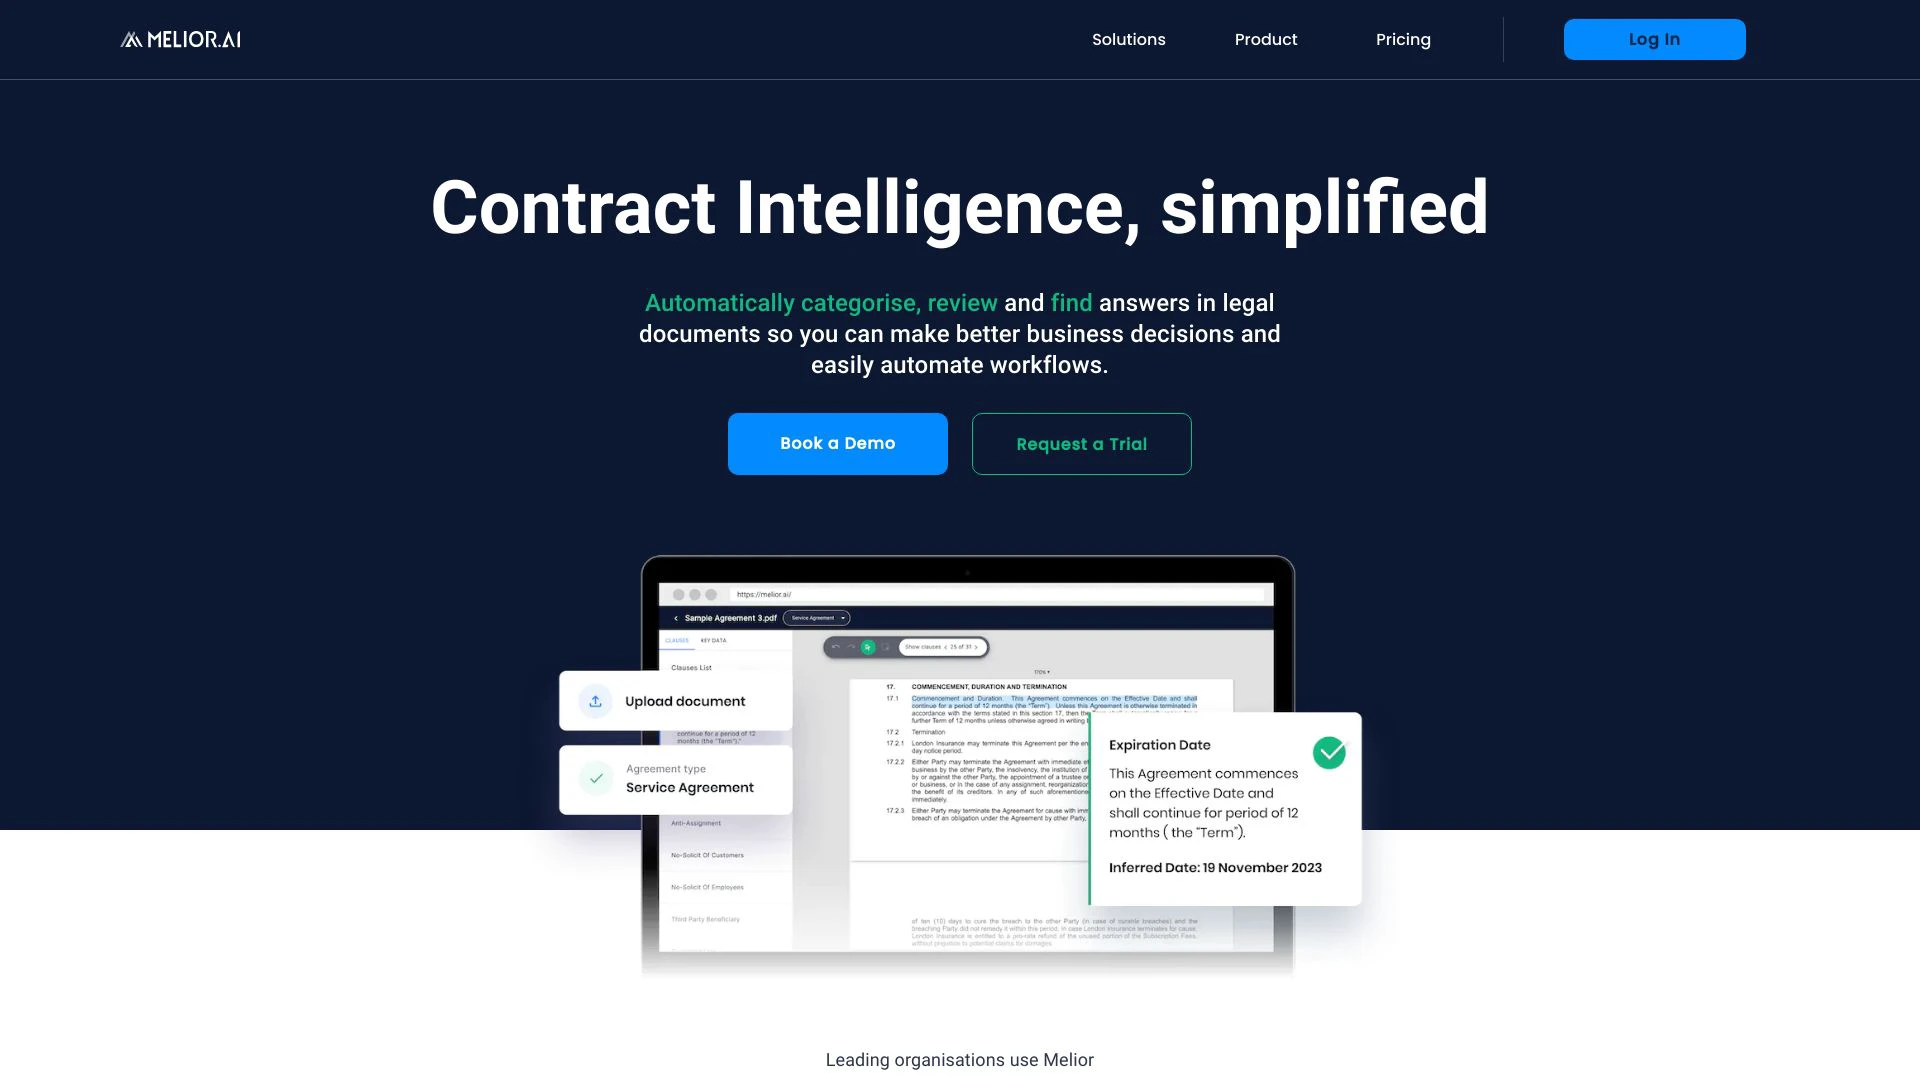 MELIOR.AI
Solutions
Product
Pricing
Log In
Contract Intelligence, simplified
Automatically categorise, review and find answers in legal
documents so you can make better business decisions and
easily automate workflows.
Book a Demo
Request a Trial
https://melior.ai/
Sample Agreement 3.pdf
Service Agreement
CLAUSES
KEY DATA
Show clauses < 25 of 31 >
Clauses List
170%
Upload document
continue for a period of 12
months (the "Term")."
Agreement type
Service Agreement
Anti-Assignment
No-Solicit Of Customers
No-Solicit Of Employees
Third Party Beneficiary
17. COMMENCEMENT, DURATION AND TERMINATION
17.1 Commencement and Duration. This Agreement commences on the Effective Date and shall
continue for a period of 12 months (the "Term"). Unless this Agreement is otherwise terminated in
accordance with the terms stated in this section 17, then the
further Term of 12 months unless otherwise agreed in writing
17.2 Termination
17.2.1 London Insurance may terminate this Agreement per the
day notice period.
17.2.2 Either Party may terminate the Agreement with immediate
business by the other Party, the insolvency, the institution of
by or against the other Party, the appointment of a trustee
or business, or in the case of any assignment, reorganization
the benefit of its creditors. In any of such aforementioned
immediately.
17.2.3 Either Party may terminate the Agreement for cause with
breach of an obligation under the Agreement by other Party,
of ten (10) days to cure the breach to the other Party (in case of curable breaches) and the
breaching Party did not remedy it within this period. In case London Insurance terminates for cause,
London Insurance is entitled to a pro-rata refund of the unused portion of the Subscription Fees,
without prejudice to potential claims for damages.
Expiration Date
This Agreement commences
on the Effective Date and
shall continue for period of 12
months ( the "Term").
Inferred Date: 19 November 2023
Leading organisations use Melior